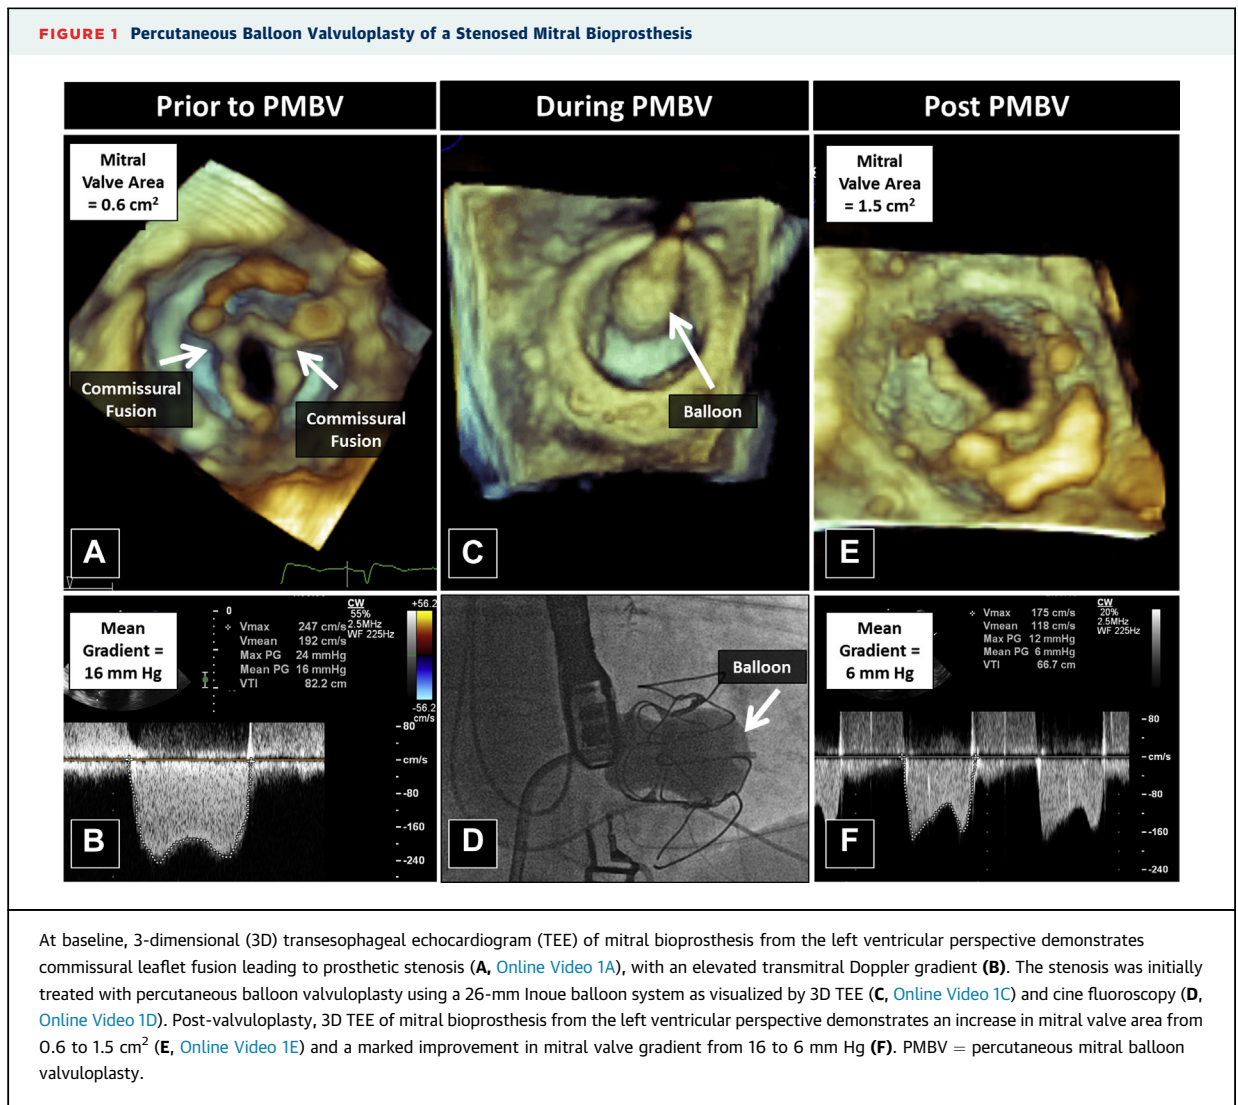 FIGURE 1 Percutaneous Balloon Valvuloplasty of a Stenosed Mitral Bioprosthesis
Prior to PMBV
During PMBV
Post PMBV
Mitral
Valve Area
= 0.6 cm²
Commissural
Fusion
Commissural
Fusion
A
Balloon
C
Mitral
Valve Area
= 1.5 cm²
E
Mean
Gradient =
16 mm Hg
0
Vmax 247 cm/s
Vmean 192 cm/s
Max PG 24 mmHg
Mean PG 16 mmHg
VTI 82.2 cm
CW
55%
2.5MHz
WF 225Hz
+56.2
-56.2
cm/s
-80
-cm/s
-80
-160
-240
B
Balloon
D
Mean
Gradient =
6 mm Hg
Vmax 175 cm/s
Vmean 118 cm/s
Max PG 12 mmHg
Mean PG 6 mmHg
VTI 66.7 cm
CW
20%
2.5MHz
WF 225Hz
-80
-cm/s
-80
-160
-240
F
At baseline, 3-dimensional (3D) transesophageal echocardiogram (TEE) of mitral bioprosthesis from the left ventricular perspective demonstrates
commissural leaflet fusion leading to prosthetic stenosis (A, Online Video 1A), with an elevated transmitral Doppler gradient (B). The stenosis was initially
treated with percutaneous balloon valvuloplasty using a 26-mm Inoue balloon system as visualized by 3D TEE (C, Online Video 1C) and cine fluoroscopy (D,
Online Video 1D). Post-valvuloplasty, 3D TEE of mitral bioprosthesis from the left ventricular perspective demonstrates an increase in mitral valve area from
0.6 to 1.5 cm² (E, Online Video 1E) and a marked improvement in mitral valve gradient from 16 to 6 mm Hg (F). PMBV = percutaneous mitral balloon
valvuloplasty.